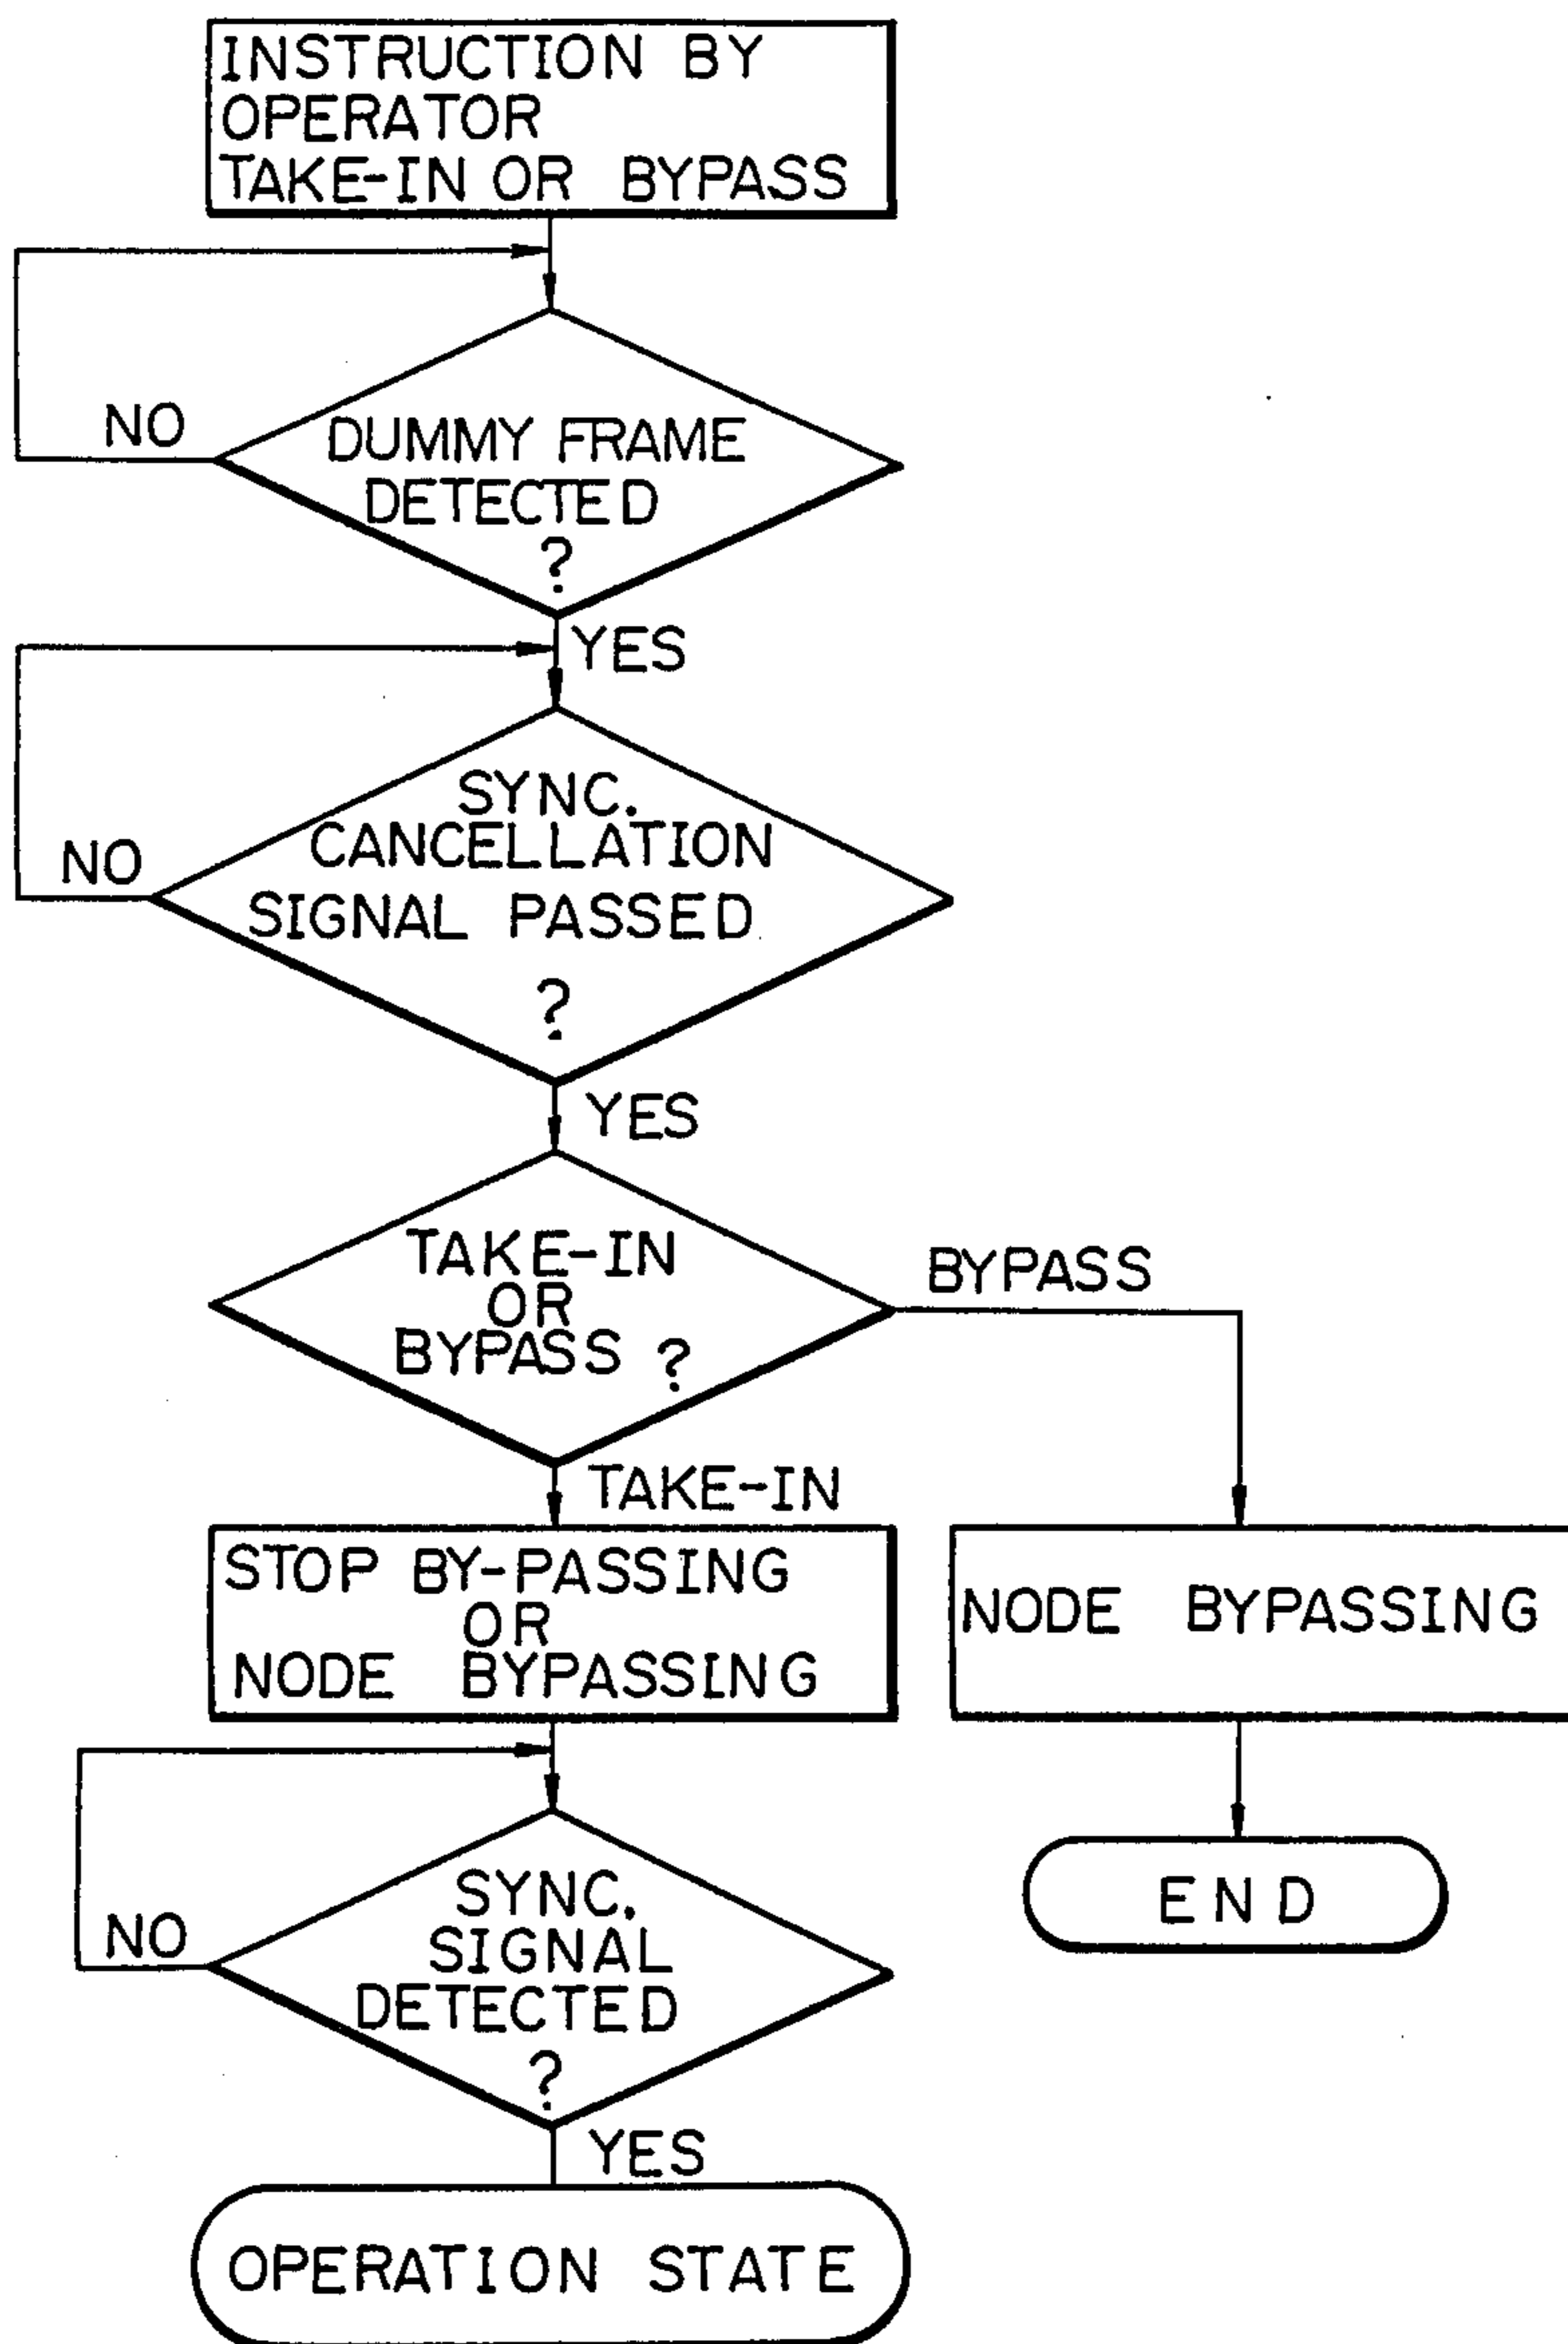 INSTRUCTION BY
OPERATOR
TAKE-IN OR BYPASS
NO
DUMMY FRAME
DETECTED
?
YES
SYNC.
CANCELLATION
NO
SIGNAL PASSED
?
YES
TAKE-IN
OR
BYPASS ?
BYPASS
TAKE-IN
STOP BY-PASSING
OR
NODE BYPASSING
NODE BYPASSING
SYNC.
SIGNAL
NO
DETECTED
?
END
YES
OPERATION STATE